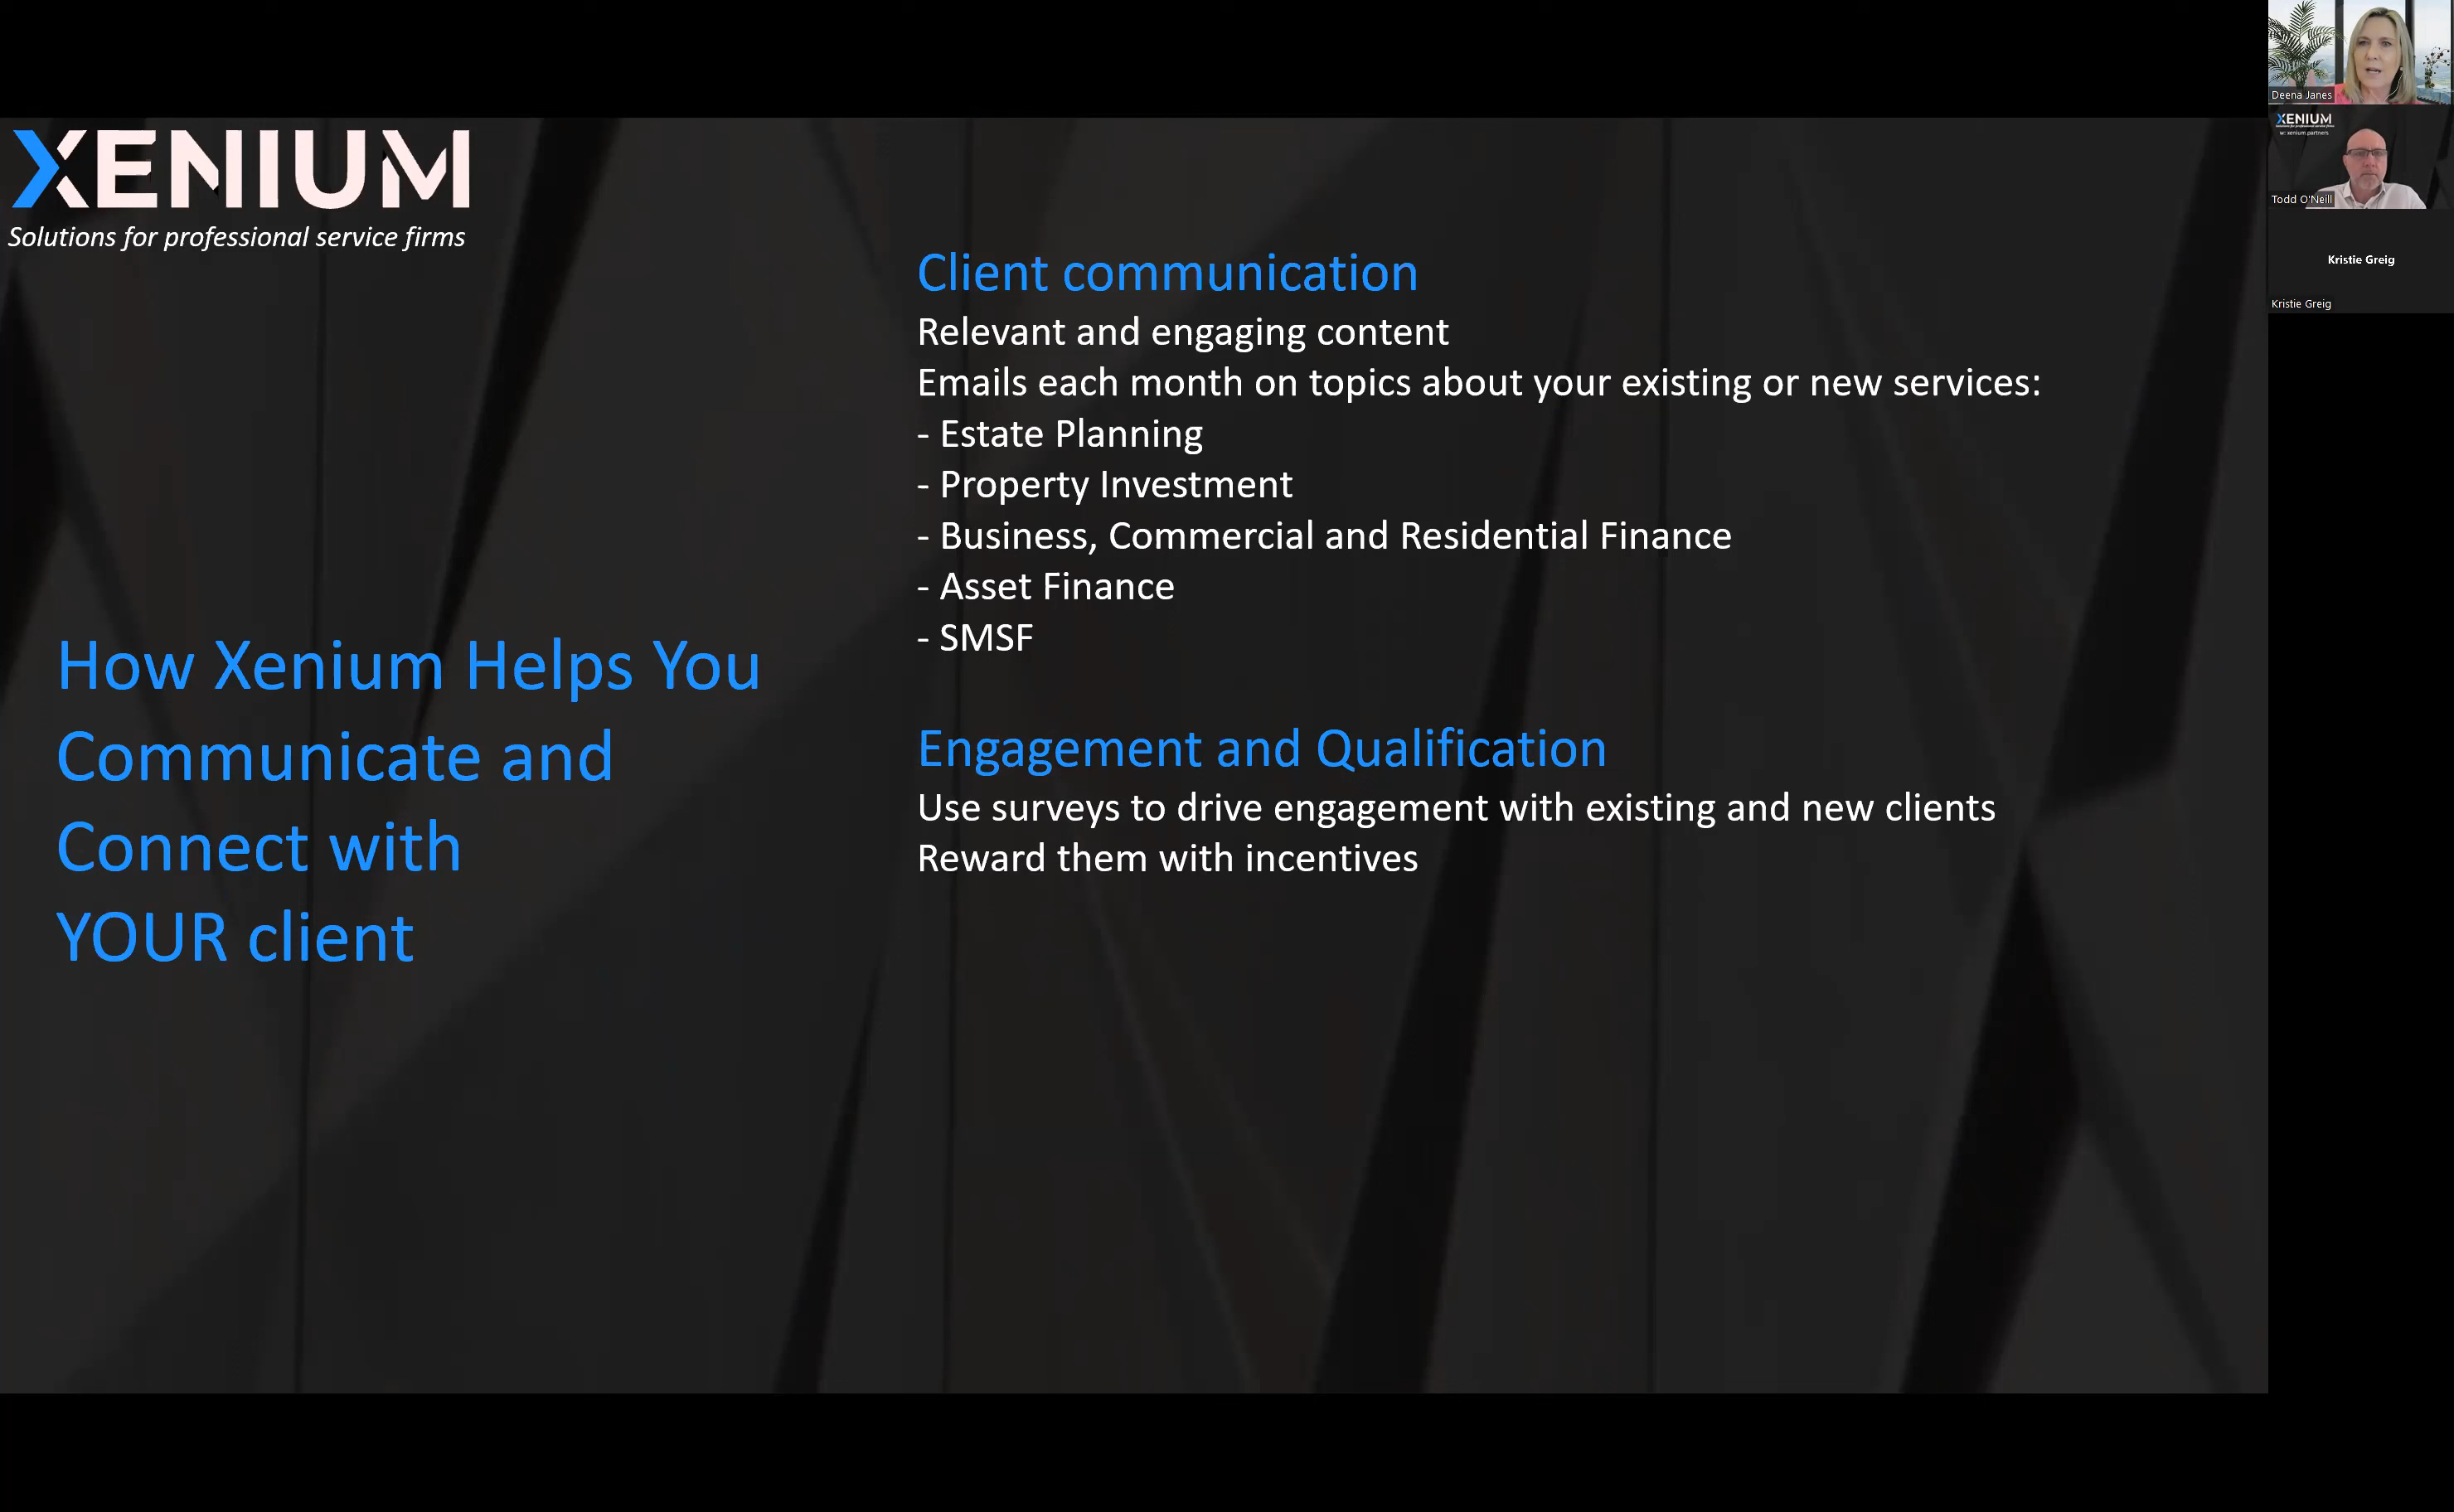 XENIUM
Solutions for professional service firms
How Xenium Helps You
Communicate and
Connect with
YOUR client
Client communication
Relevant and engaging content
Emails each month on topics about your existing or new services:
- Estate Planning
- Property Investment
- Business, Commercial and Residential Finance
- Asset Finance
- SMSF
Engagement and Qualification
Use surveys to drive engagement with existing and new clients
Reward them with incentives
Deena Janes
XENIUM
w: xenium.partners
Todd O'Neill
Kristie Greig
Kristie Greig